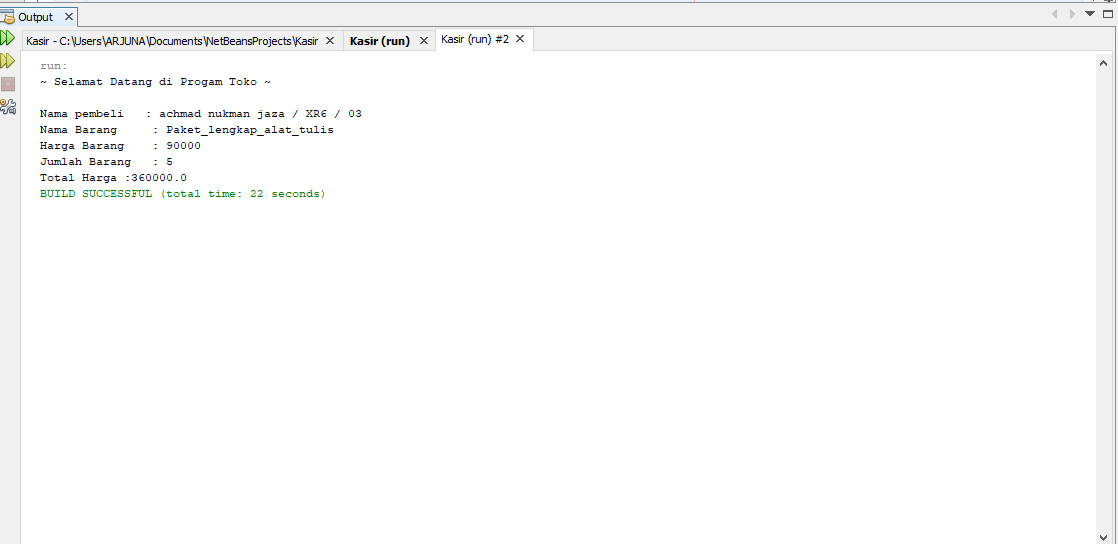 Output
Kasir - C:\Users\ARJUNA\Documents\NetBeansProjects\Kasir Kasir (run) Kasir (run) #2
run:
~ Selamat Datang di Progam Toko ~
Nama pembeli : achmad nukman jaza / XR6 / 03
Nama Barang : Paket_lengkap_alat_tulis
Harga Barang : 90000
Jumlah Barang : 5
Total Harga :360000.0
BUILD SUCCESSFUL (total time: 22 seconds)